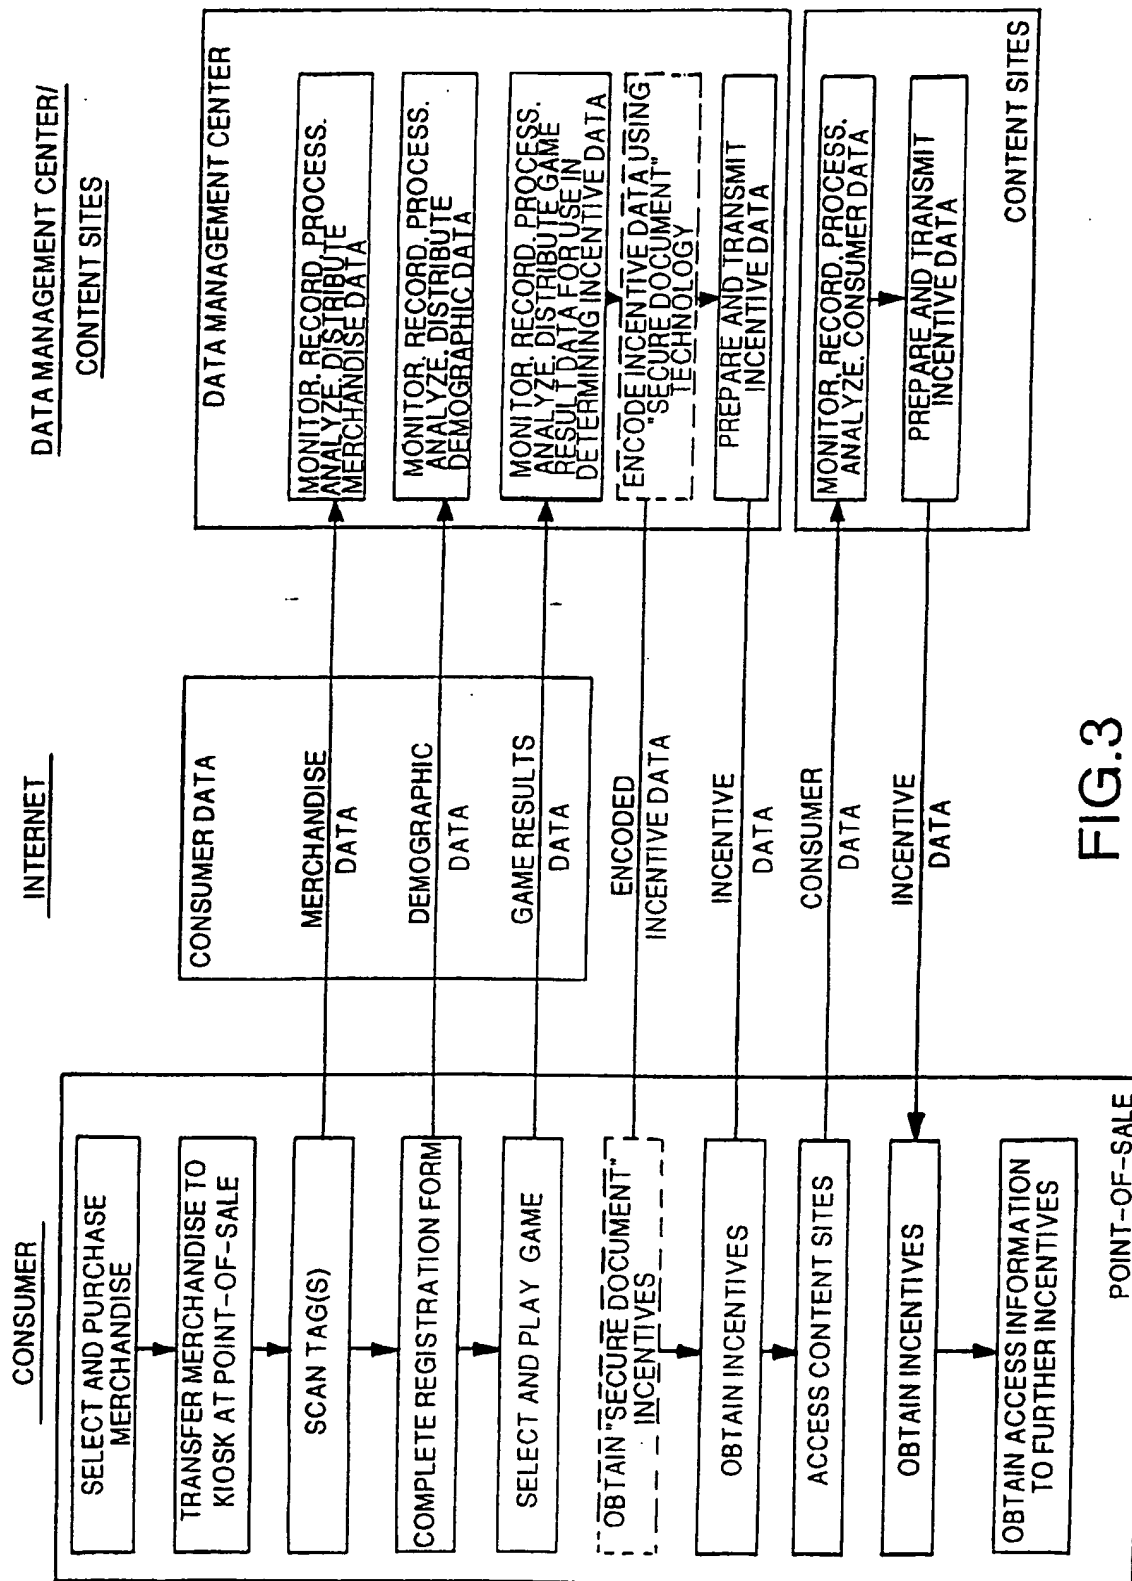 CONSUMER
INTERNET
DATA MANAGEMENT CENTER/
CONTENT SITES
SELECT AND PURCHASE
MERCHANDISE
TRANSFER MERCHANDISE TO
KIOSK AT POINT-OF-SALE
SCAN TAG(S)
COMPLETE REGISTRATION FORM
SELECT AND PLAY GAME
OBTAIN "SECURE DOCUMENT"
INCENTIVES
OBTAIN INCENTIVES
ACCESS CONTENT SITES
OBTAIN INCENTIVES
OBTAIN ACCESS INFORMATION
TO FURTHER INCENTIVES
POINT-OF-SALE
CONSUMER DATA
MERCHANDISE
DATA
DEMOGRAPHIC
DATA
GAME RESULTS
DATA
ENCODED
INCENTIVE DATA
INCENTIVE
DATA
CONSUMER
DATA
INCENTIVE
DATA
DATA MANAGEMENT CENTER
MONITOR, RECORD, PROCESS,
ANALYZE, DISTRIBUTE
MERCHANDISE DATA
MONITOR, RECORD, PROCESS,
ANALYZE, DISTRIBUTE
DEMOGRAPHIC DATA
MONITOR, RECORD, PROCESS,
ANALYZE, DISTRIBUTE GAME
RESULT DATA FOR USE IN
DETERMINING INCENTIVE DATA
ENCODE INCENTIVE DATA USING
"SECURE DOCUMENT"
TECHNOLOGY
PREPARE AND TRANSMIT
INCENTIVE DATA
MONITOR, RECORD, PROCESS,
ANALYZE, CONSUMER DATA
PREPARE AND TRANSMIT
INCENTIVE DATA
CONTENT SITES
FIG.3